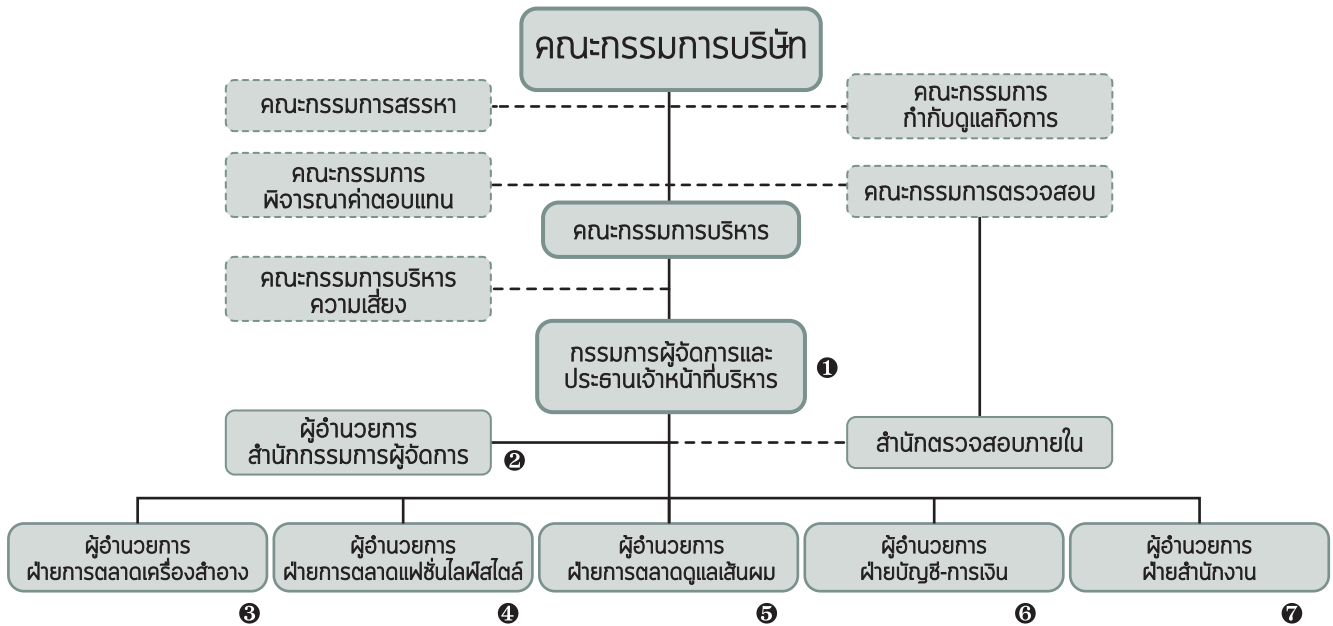 คณะกรรมการบริษัท
คณะกรรมการสรรหา
คณะกรรมการ
กำกับดูแลกิจการ
คณะกรรมการ
พิจารณาค่าตอบแทน
คณะกรรมการตรวจสอบ
คณะกรรมการบริหาร
คณะกรรมการบริหาร
ความเสี่ยง
กรรมการผู้จัดการและ
ประธานเจ้าหน้าที่บริหาร
❶
ผู้อำนวยการ
สำนักกรรมการผู้จัดการ
❷
สำนักตรวจสอบภายใน
ผู้อำนวยการ
ฝ่ายการตลาดเครื่องสำอาง
❸
ผู้อำนวยการ
ฝ่ายการตลาดแฟชั่นไลฟ์สไตล์
❹
ผู้อำนวยการ
ฝ่ายการตลาดดูแลเส้นผม
❺
ผู้อำนวยการ
ฝ่ายบัญชี-การเงิน
❻
ผู้อำนวยการ
ฝ่ายสำนักงาน
❼